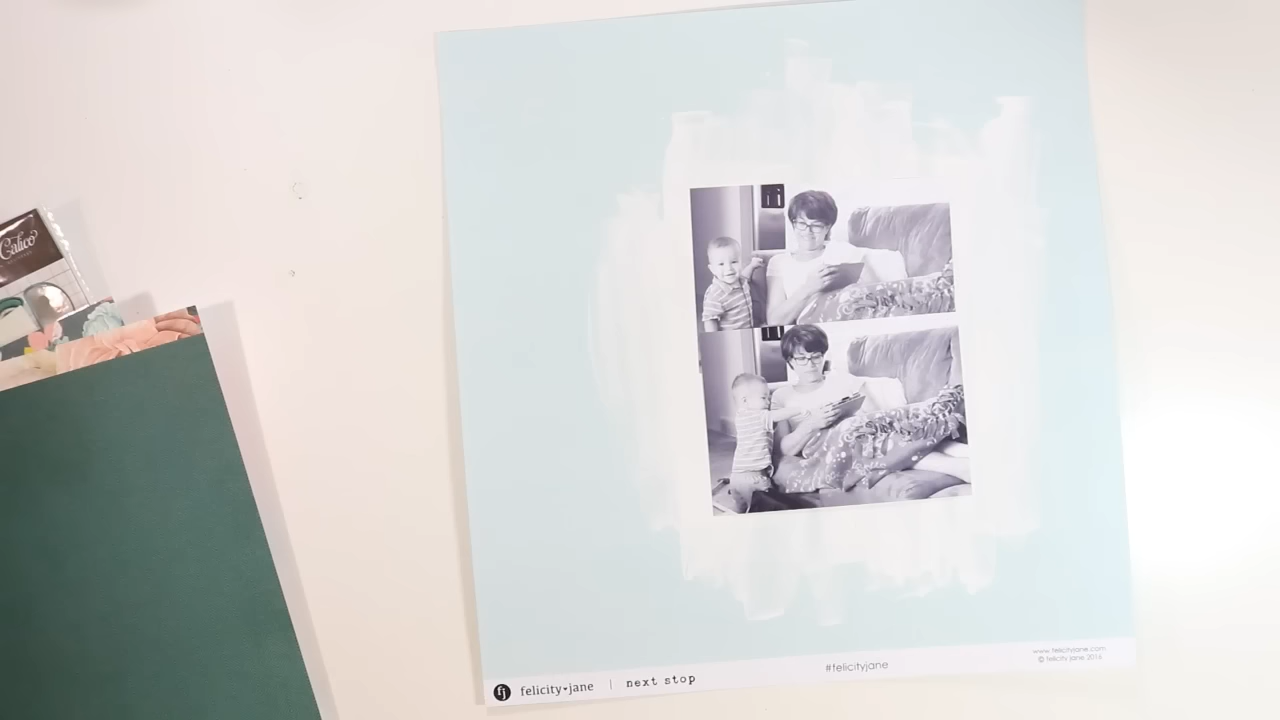 Calico
fj felicity•jane | next stop
#felicityjane
www.felicityjane.com
© felicity jane 2016